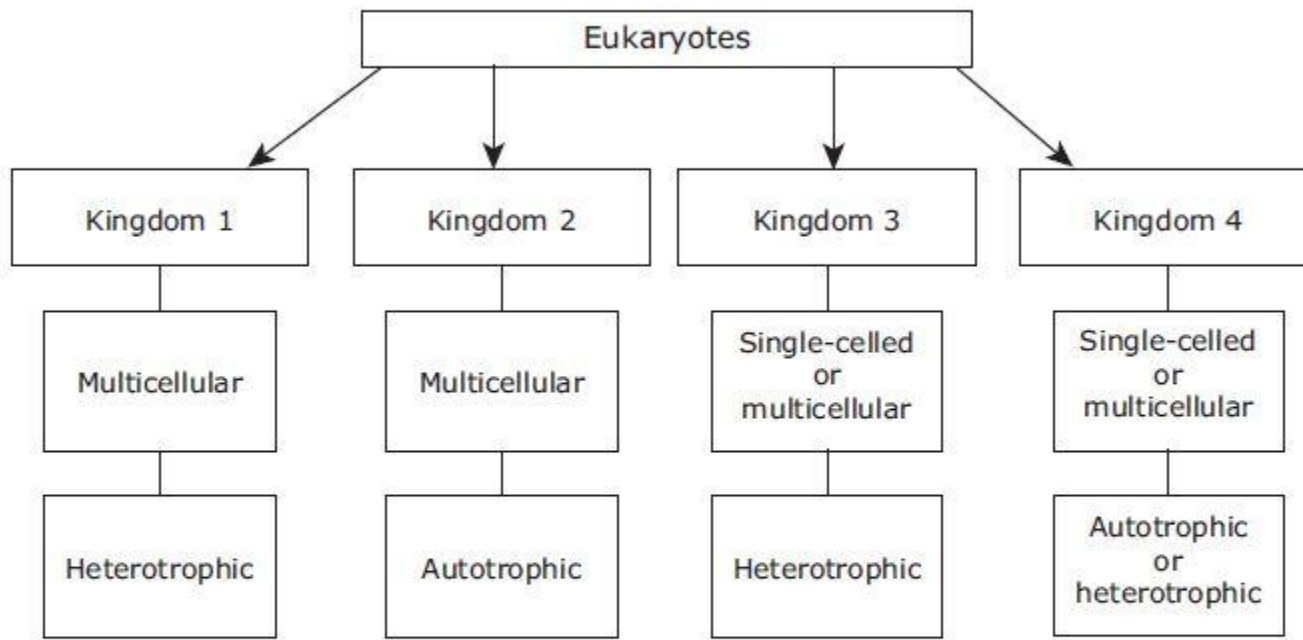 Eukaryotes
Kingdom 1
Kingdom 2
Kingdom 3
Kingdom 4
Multicellular
Multicellular
Single-celled
or
multicellular
Single-celled
or
multicellular
Heterotrophic
Autotrophic
Heterotrophic
Autotrophic
or
heterotrophic